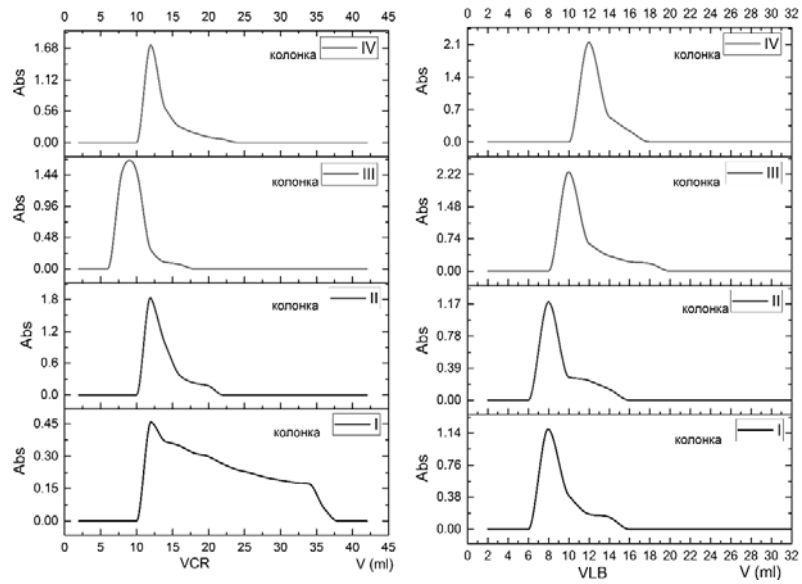 0 5 10 15 20 25 30 35 40 45
Abs
1.68
1.12
0.56
0.00
колонка IV
Abs
1.44
0.96
0.48
0.00
колонка III
Abs
1.8
1.2
0.6
0.0
колонка II
Abs
0.45
0.30
0.15
0.00
колонка I
0 5 10 15 20 25 30 35 40 45
VCR V (ml)
0 2 4 6 8 10 12 14 16 18 20 22 24 26 28 30 32
Abs
2.1
1.4
0.7
0.0
колонка IV
Abs
2.22
1.48
0.74
0.00
колонка III
Abs
1.17
0.78
0.39
0.00
колонка II
Abs
1.14
0.76
0.38
0.00
колонка I
0 2 4 6 8 10 12 14 16 18 20 22 24 26 28 30 32
VLB V (ml)